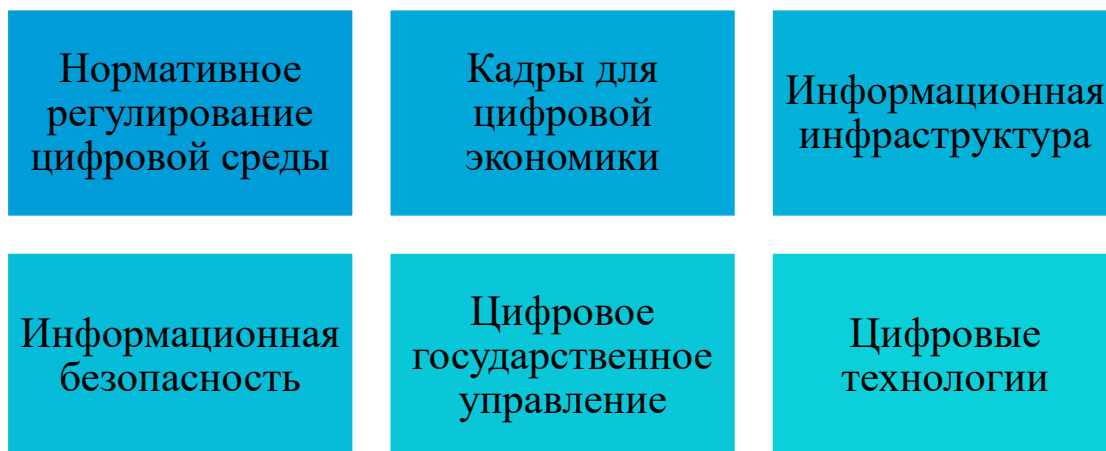 Нормативное
регулирование
цифровой среды
Кадры для
цифровой
экономики
Информационная
инфраструктура
Информационная
безопасность
Цифровое
государственное
управление
Цифровые
технологии